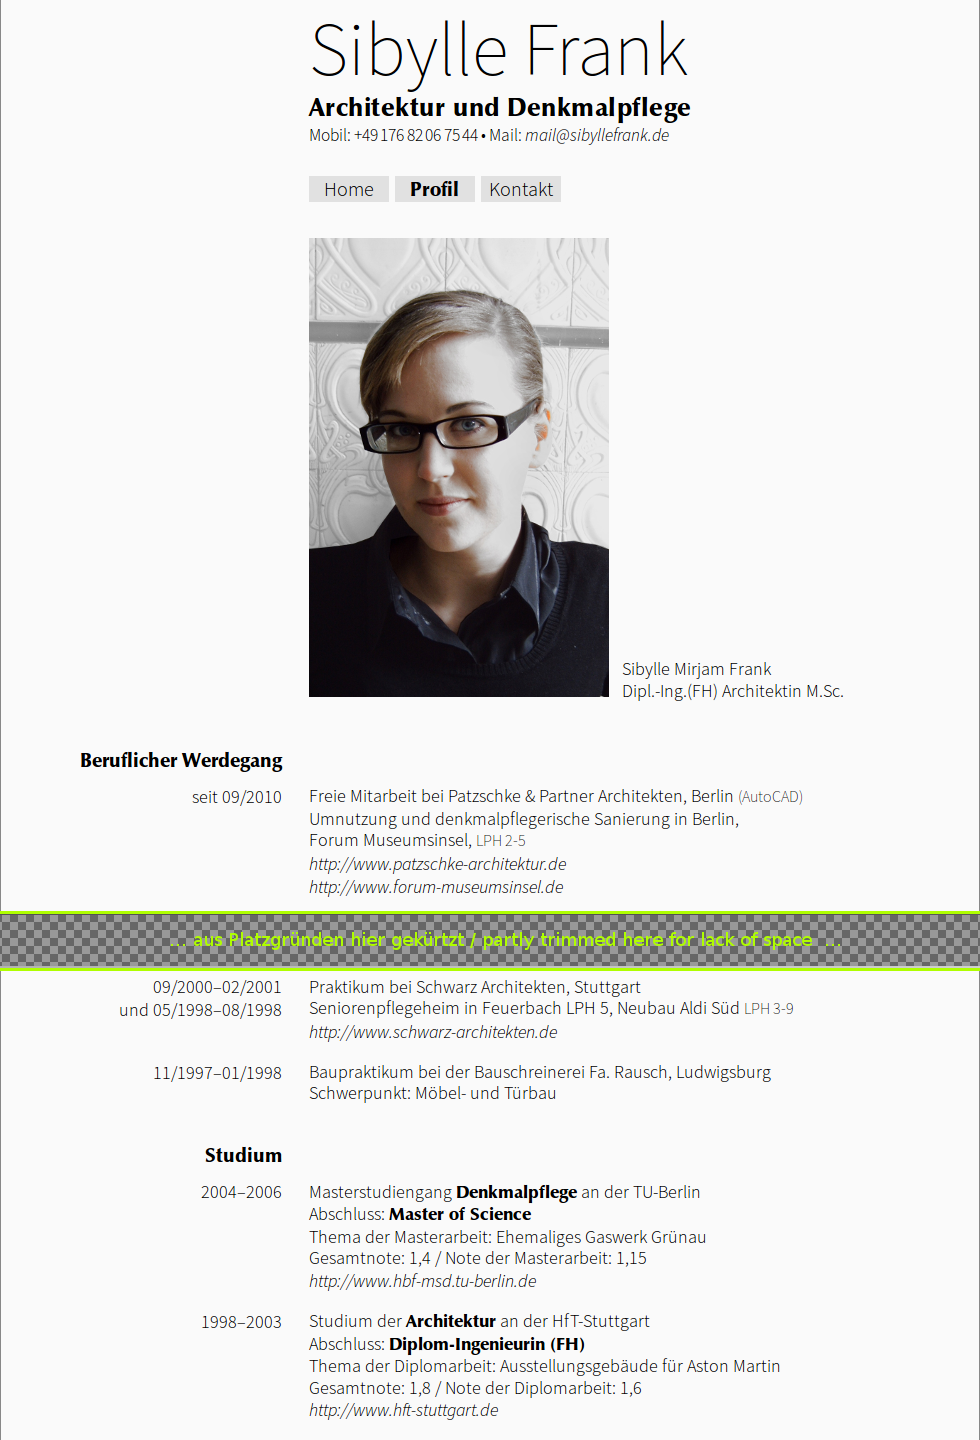 Sibylle Frank
Architektur und Denkmalpflege
Mobil: +49 176 82 06 75 44 • Mail: mail@sibyllefrank.de
Home Profil Kontakt
Sibylle Mirjam Frank
Dipl.-Ing.(FH) Architektin M.Sc.
Beruflicher Werdegang
seit 09/2010 Freie Mitarbeit bei Patzschke & Partner Architekten, Berlin (AutoCAD)
Umnutzung und denkmalpflegerische Sanierung in Berlin,
Forum Museumsinsel, LPH 2-5
http://www.patzschke-architektur.de
http://www.forum-museumsinsel.de
... aus Platzgründen hier gekürtzt / partly trimmed here for lack of space ...
09/2000–02/2001 Praktikum bei Schwarz Architekten, Stuttgart
und 05/1998–08/1998 Seniorenpflegeheim in Feuerbach LPH 5, Neubau Aldi Süd LPH 3-9
http://www.schwarz-architekten.de
11/1997–01/1998 Baupraktikum bei der Bauschreinerei Fa. Rausch, Ludwigsburg
Schwerpunkt: Möbel- und Türbau
Studium
2004–2006 Masterstudiengang Denkmalpflege an der TU-Berlin
Abschluss: Master of Science
Thema der Masterarbeit: Ehemaliges Gaswerk Grünau
Gesamtnote: 1,4 / Note der Masterarbeit: 1,15
http://www.hbf-msd.tu-berlin.de
1998–2003 Studium der Architektur an der HfT-Stuttgart
Abschluss: Diplom-Ingenieurin (FH)
Thema der Diplomarbeit: Ausstellungsgebäude für Aston Martin
Gesamtnote: 1,8 / Note der Diplomarbeit: 1,6
http://www.hft-stuttgart.de